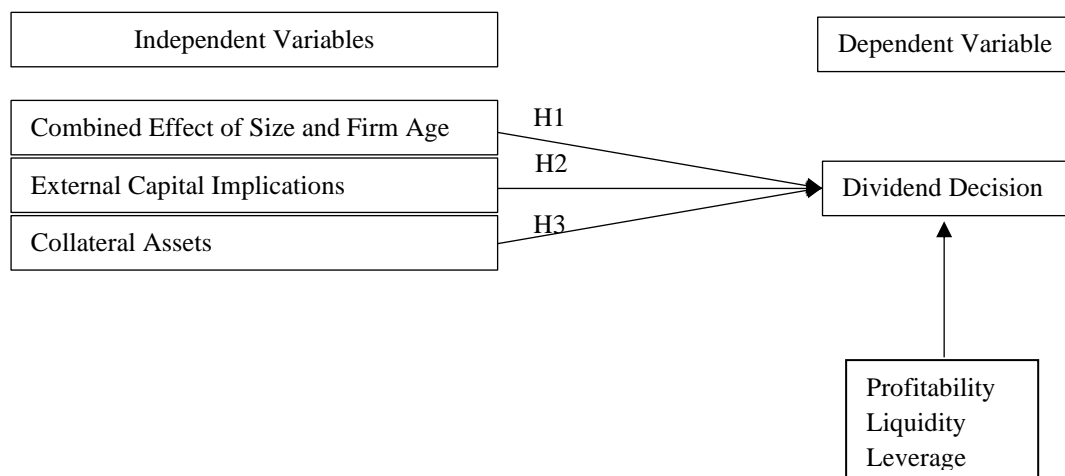 Independent Variables
Dependent Variable
Combined Effect of Size and Firm Age
H1
External Capital Implications
H2
Dividend Decision
Collateral Assets
H3
Profitability
Liquidity
Leverage